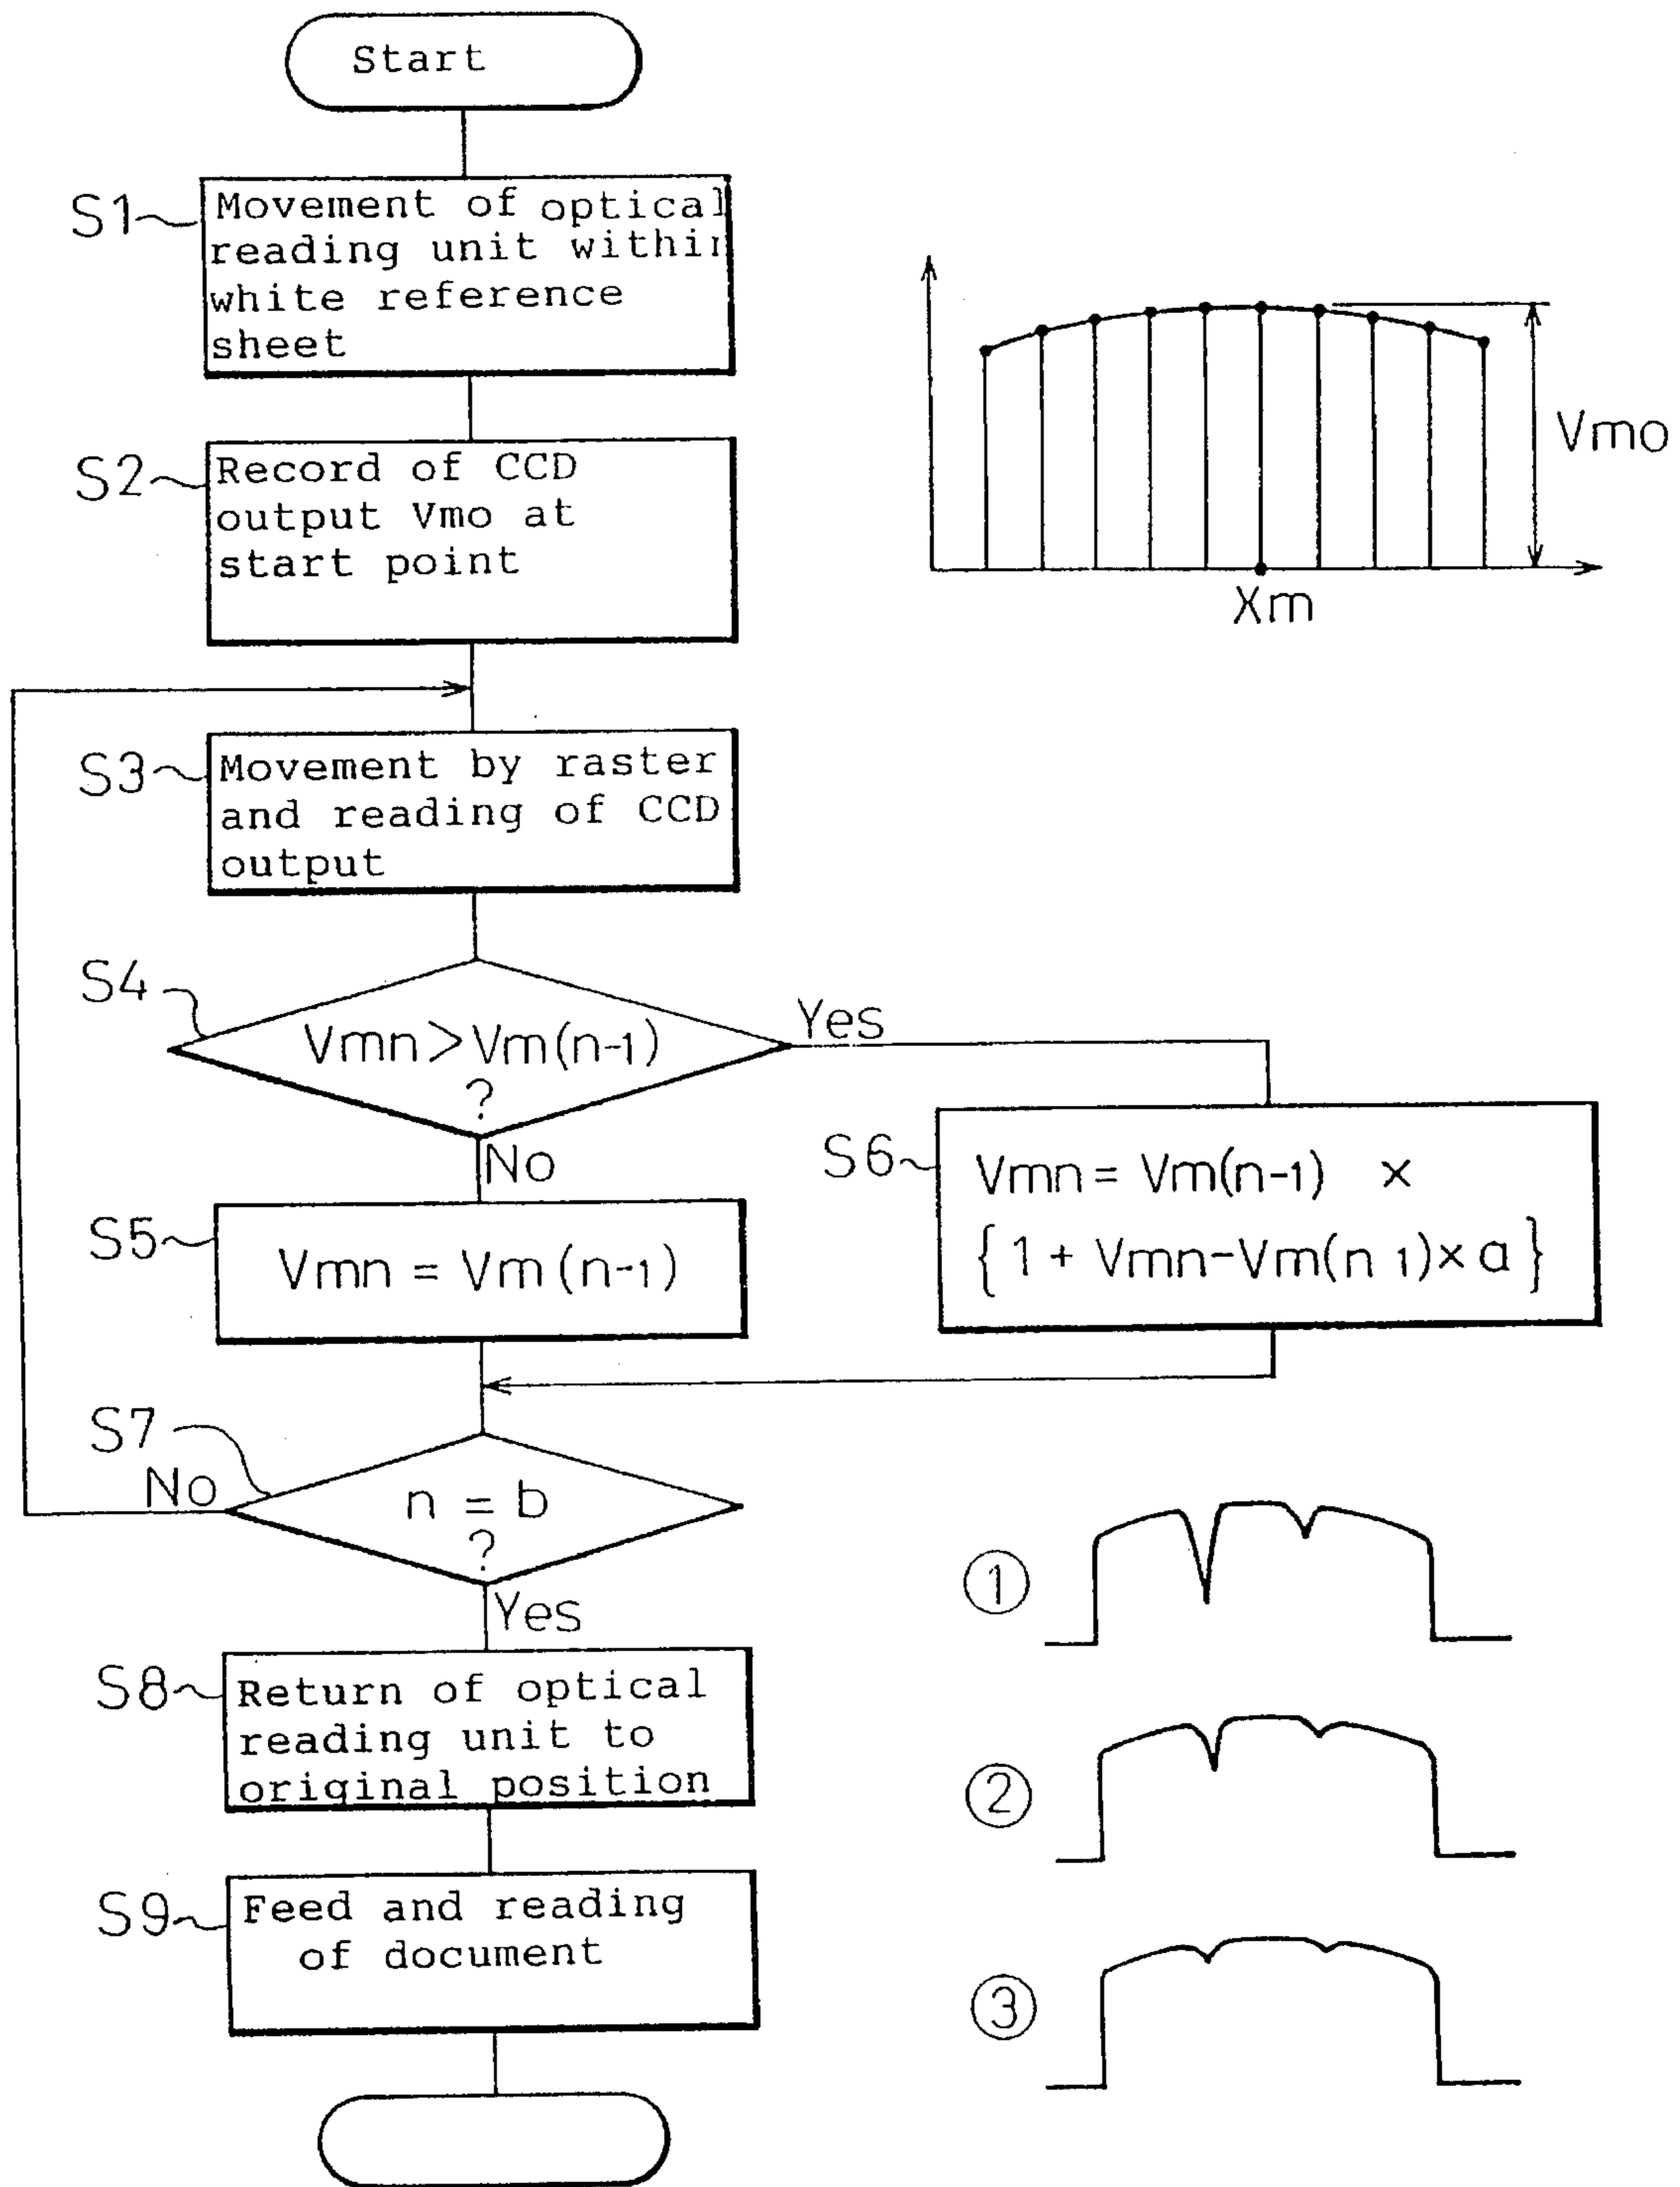 Start
S1
Movement of optical
reading unit within
white reference
sheet
S2
Record of CCD
output Vmo at
start point
Vmo
Xm
S3
Movement by raster
and reading of CCD
output
S4
Vmn > Vm(n-1)
?
Yes
No
S5
Vmn = Vm(n-1)
S6
Vmn = Vm(n-1) ×
{ 1 + Vmn-Vm(n 1)× a }
S7
n = b
?
No
Yes
S8
Return of optical
reading unit to
original position
S9
Feed and reading
of document
①
②
③